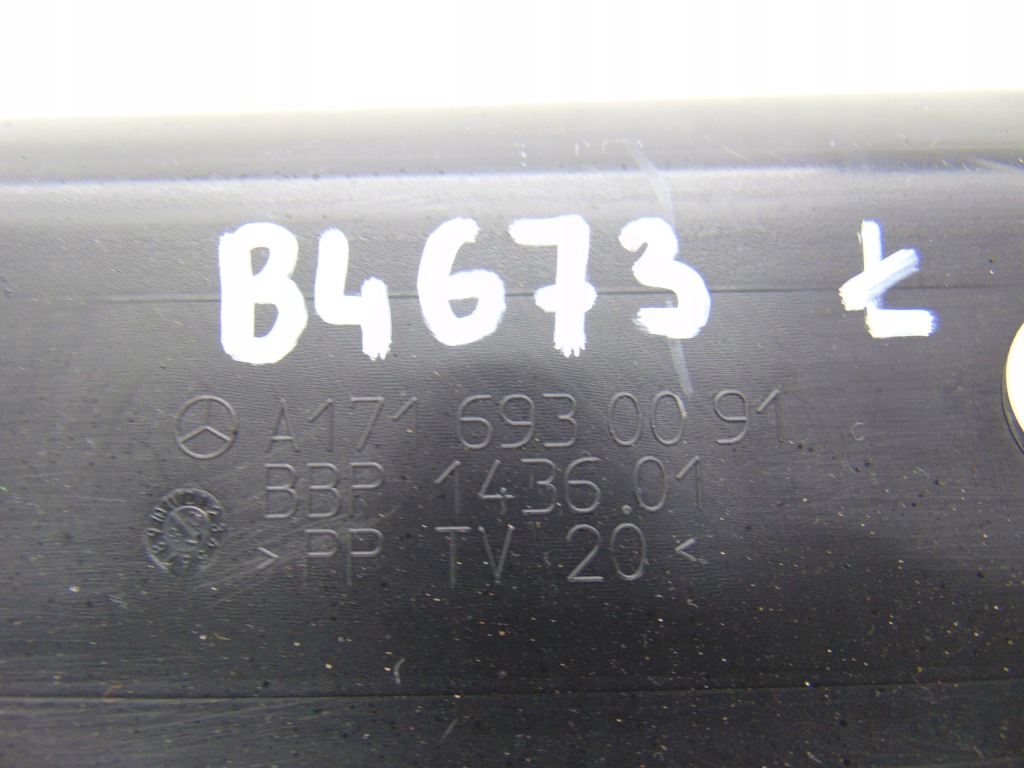 B4673 Ł
A171 693 00 91
BBP 1436.01
> PP TV 20 <